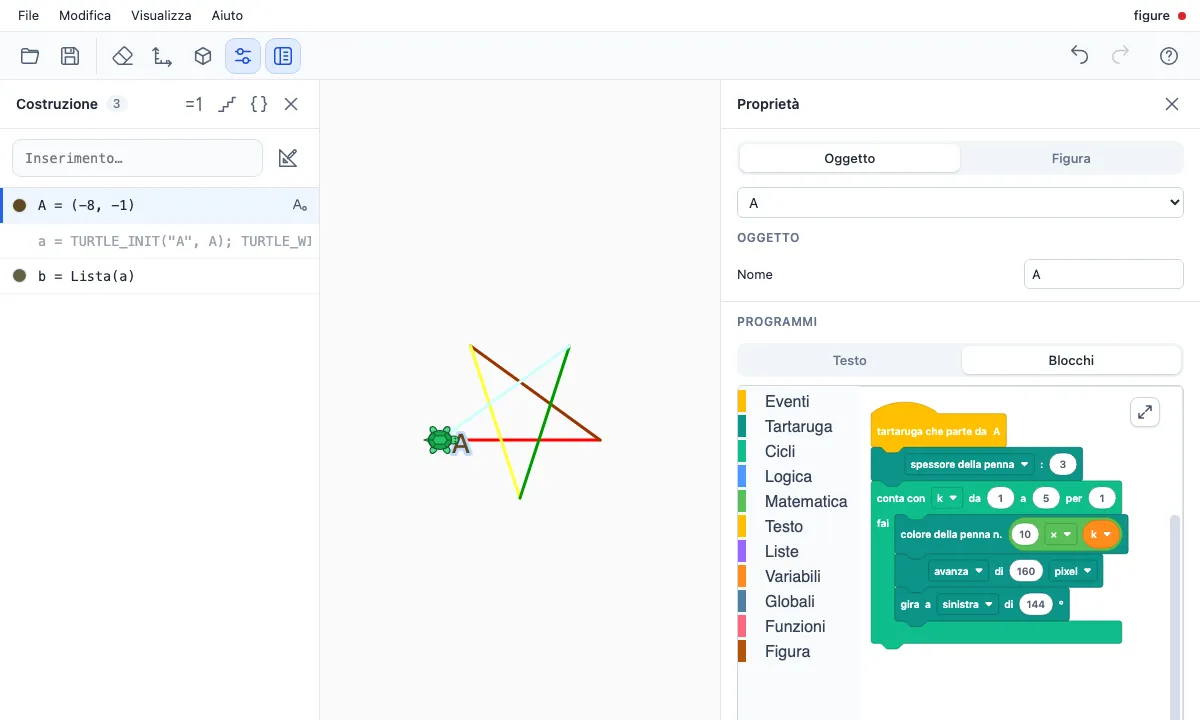 File Modifica Visualizza Aiuto figure
Costruzione 3 =1 { }
Inserimento…
A = (−8, −1)
a = TURTLE_INIT("A", A); TURTLE_WI
b = Lista(a)
A
Proprietà
Oggetto Figura
A
OGGETTO
Nome A
PROGRAMMI
Testo Blocchi
Eventi
Tartaruga
Cicli
Logica
Matematica
Testo
Liste
Variabili
Globali
Funzioni
Figura
tartaruga che parte da A
spessore della penna : 3
conta con k da 1 a 5 per 1
fai
colore della penna n. 10 × k
avanza di 160 pixel
gira a sinistra di 144 °